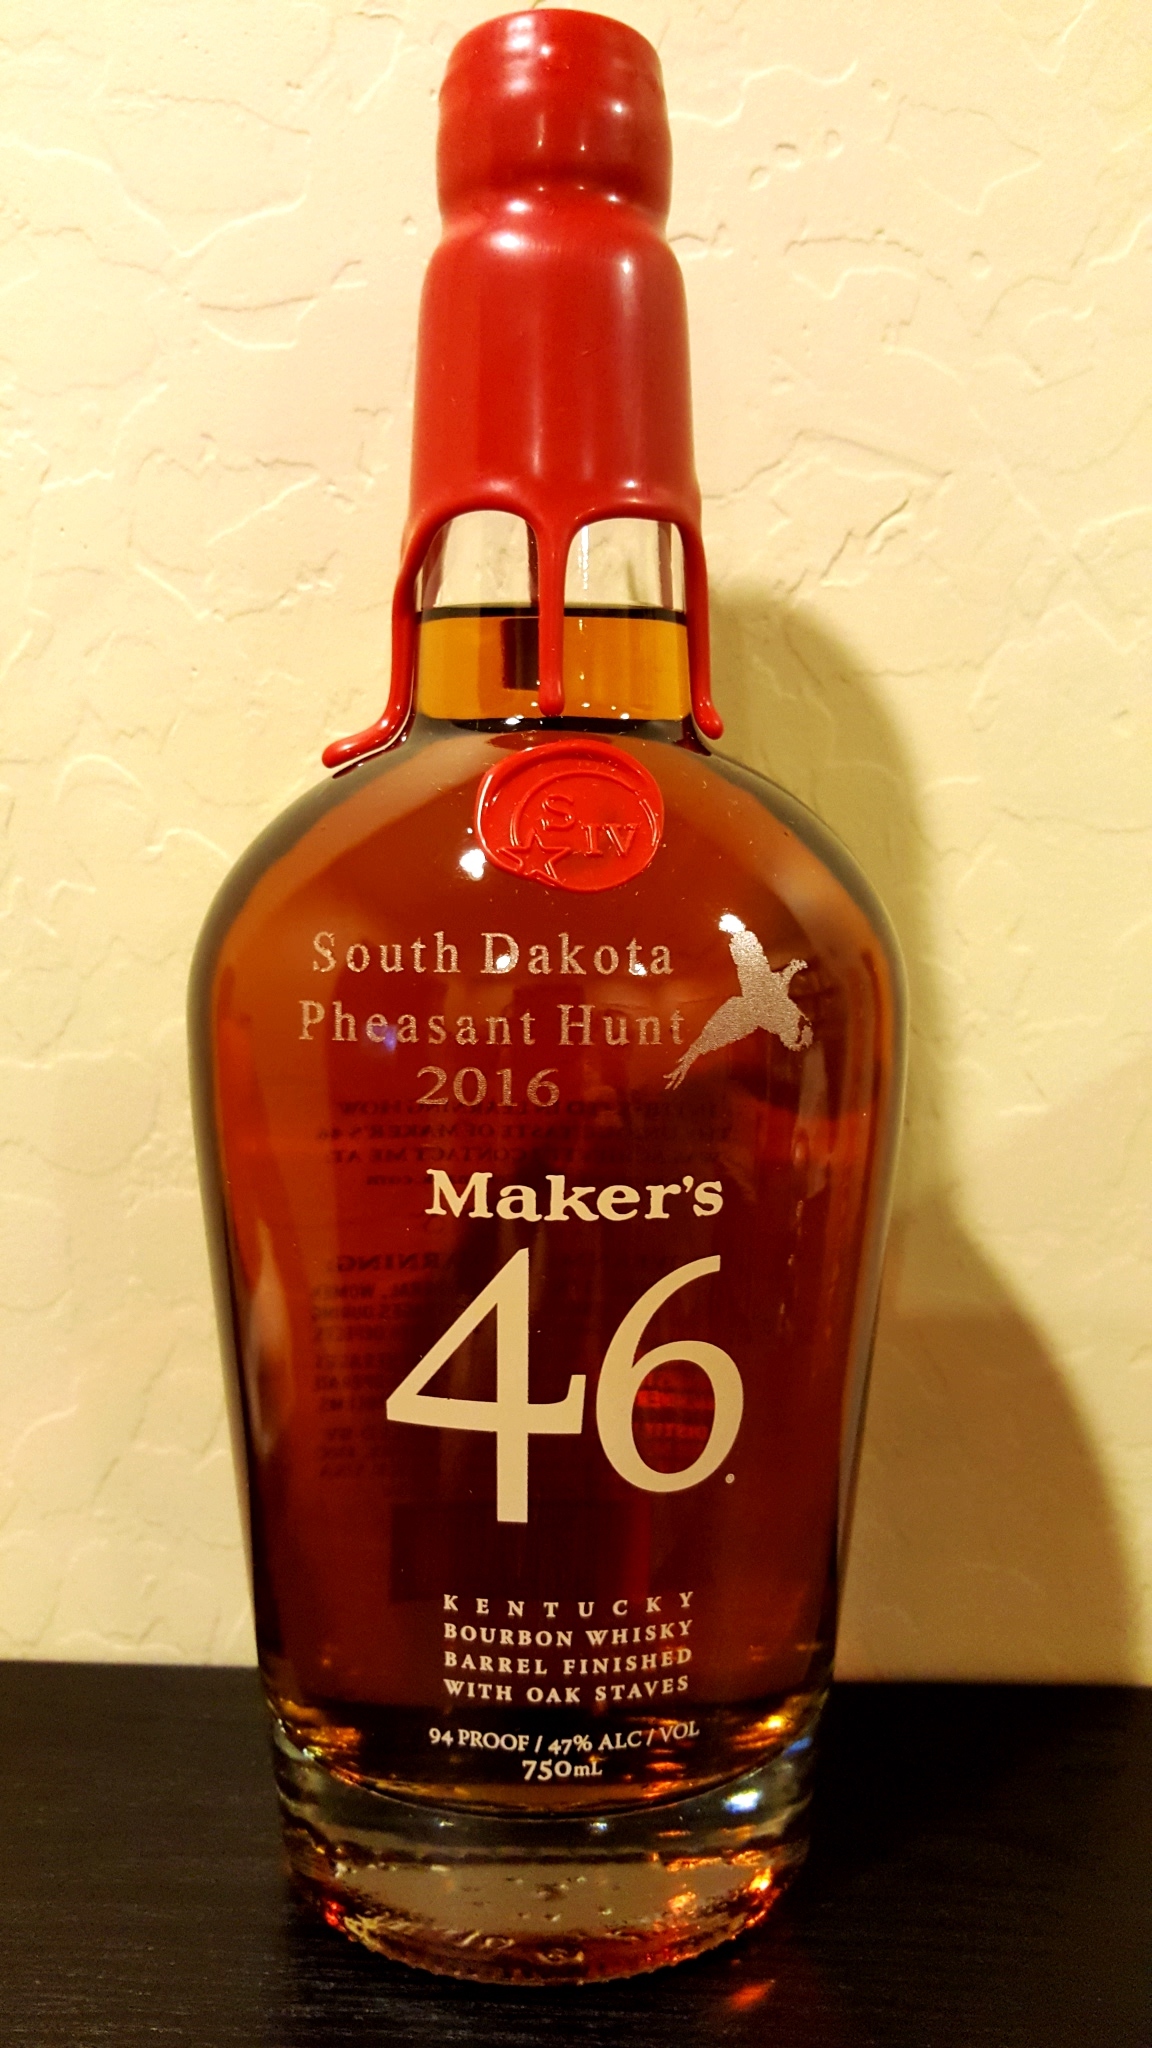 S IV
South Dakota
Pheasant Hunt
2016
Maker's
46
KENTUCKY
BOURBON WHISKY
BARREL FINISHED
WITH OAK STAVES
94 PROOF / 47% ALC / VOL
750mL